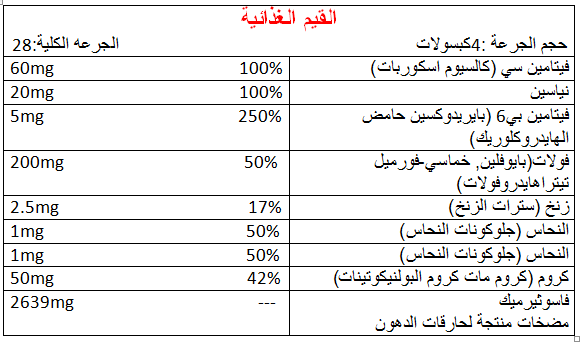 القيم الغذائية
حجم الجرعة :4كبسولات الجرعه الكلية:28
فيتامين سي (كالسيوم اسكوربات) 100% 60mg
نياسين 100% 20mg
فيتامين بي6 (بايريدوكسين حامض 250% 5mg
الهايدروكلوريك)
فولات(بايوفلين, خماسي-فورميل 50% 200mg
تيتراهايدروفولات)
زنخ (سترات الزنخ) 17% 2.5mg
النحاس (جلوكونات النحاس) 50% 1mg
النحاس (جلوكونات النحاس) 50% 1mg
كروم (كروم مات كروم البولنيكوتينات) 42% 50mg
فاسوثيرميك --- 2639mg
مضخات منتجة لحارقات الدهون